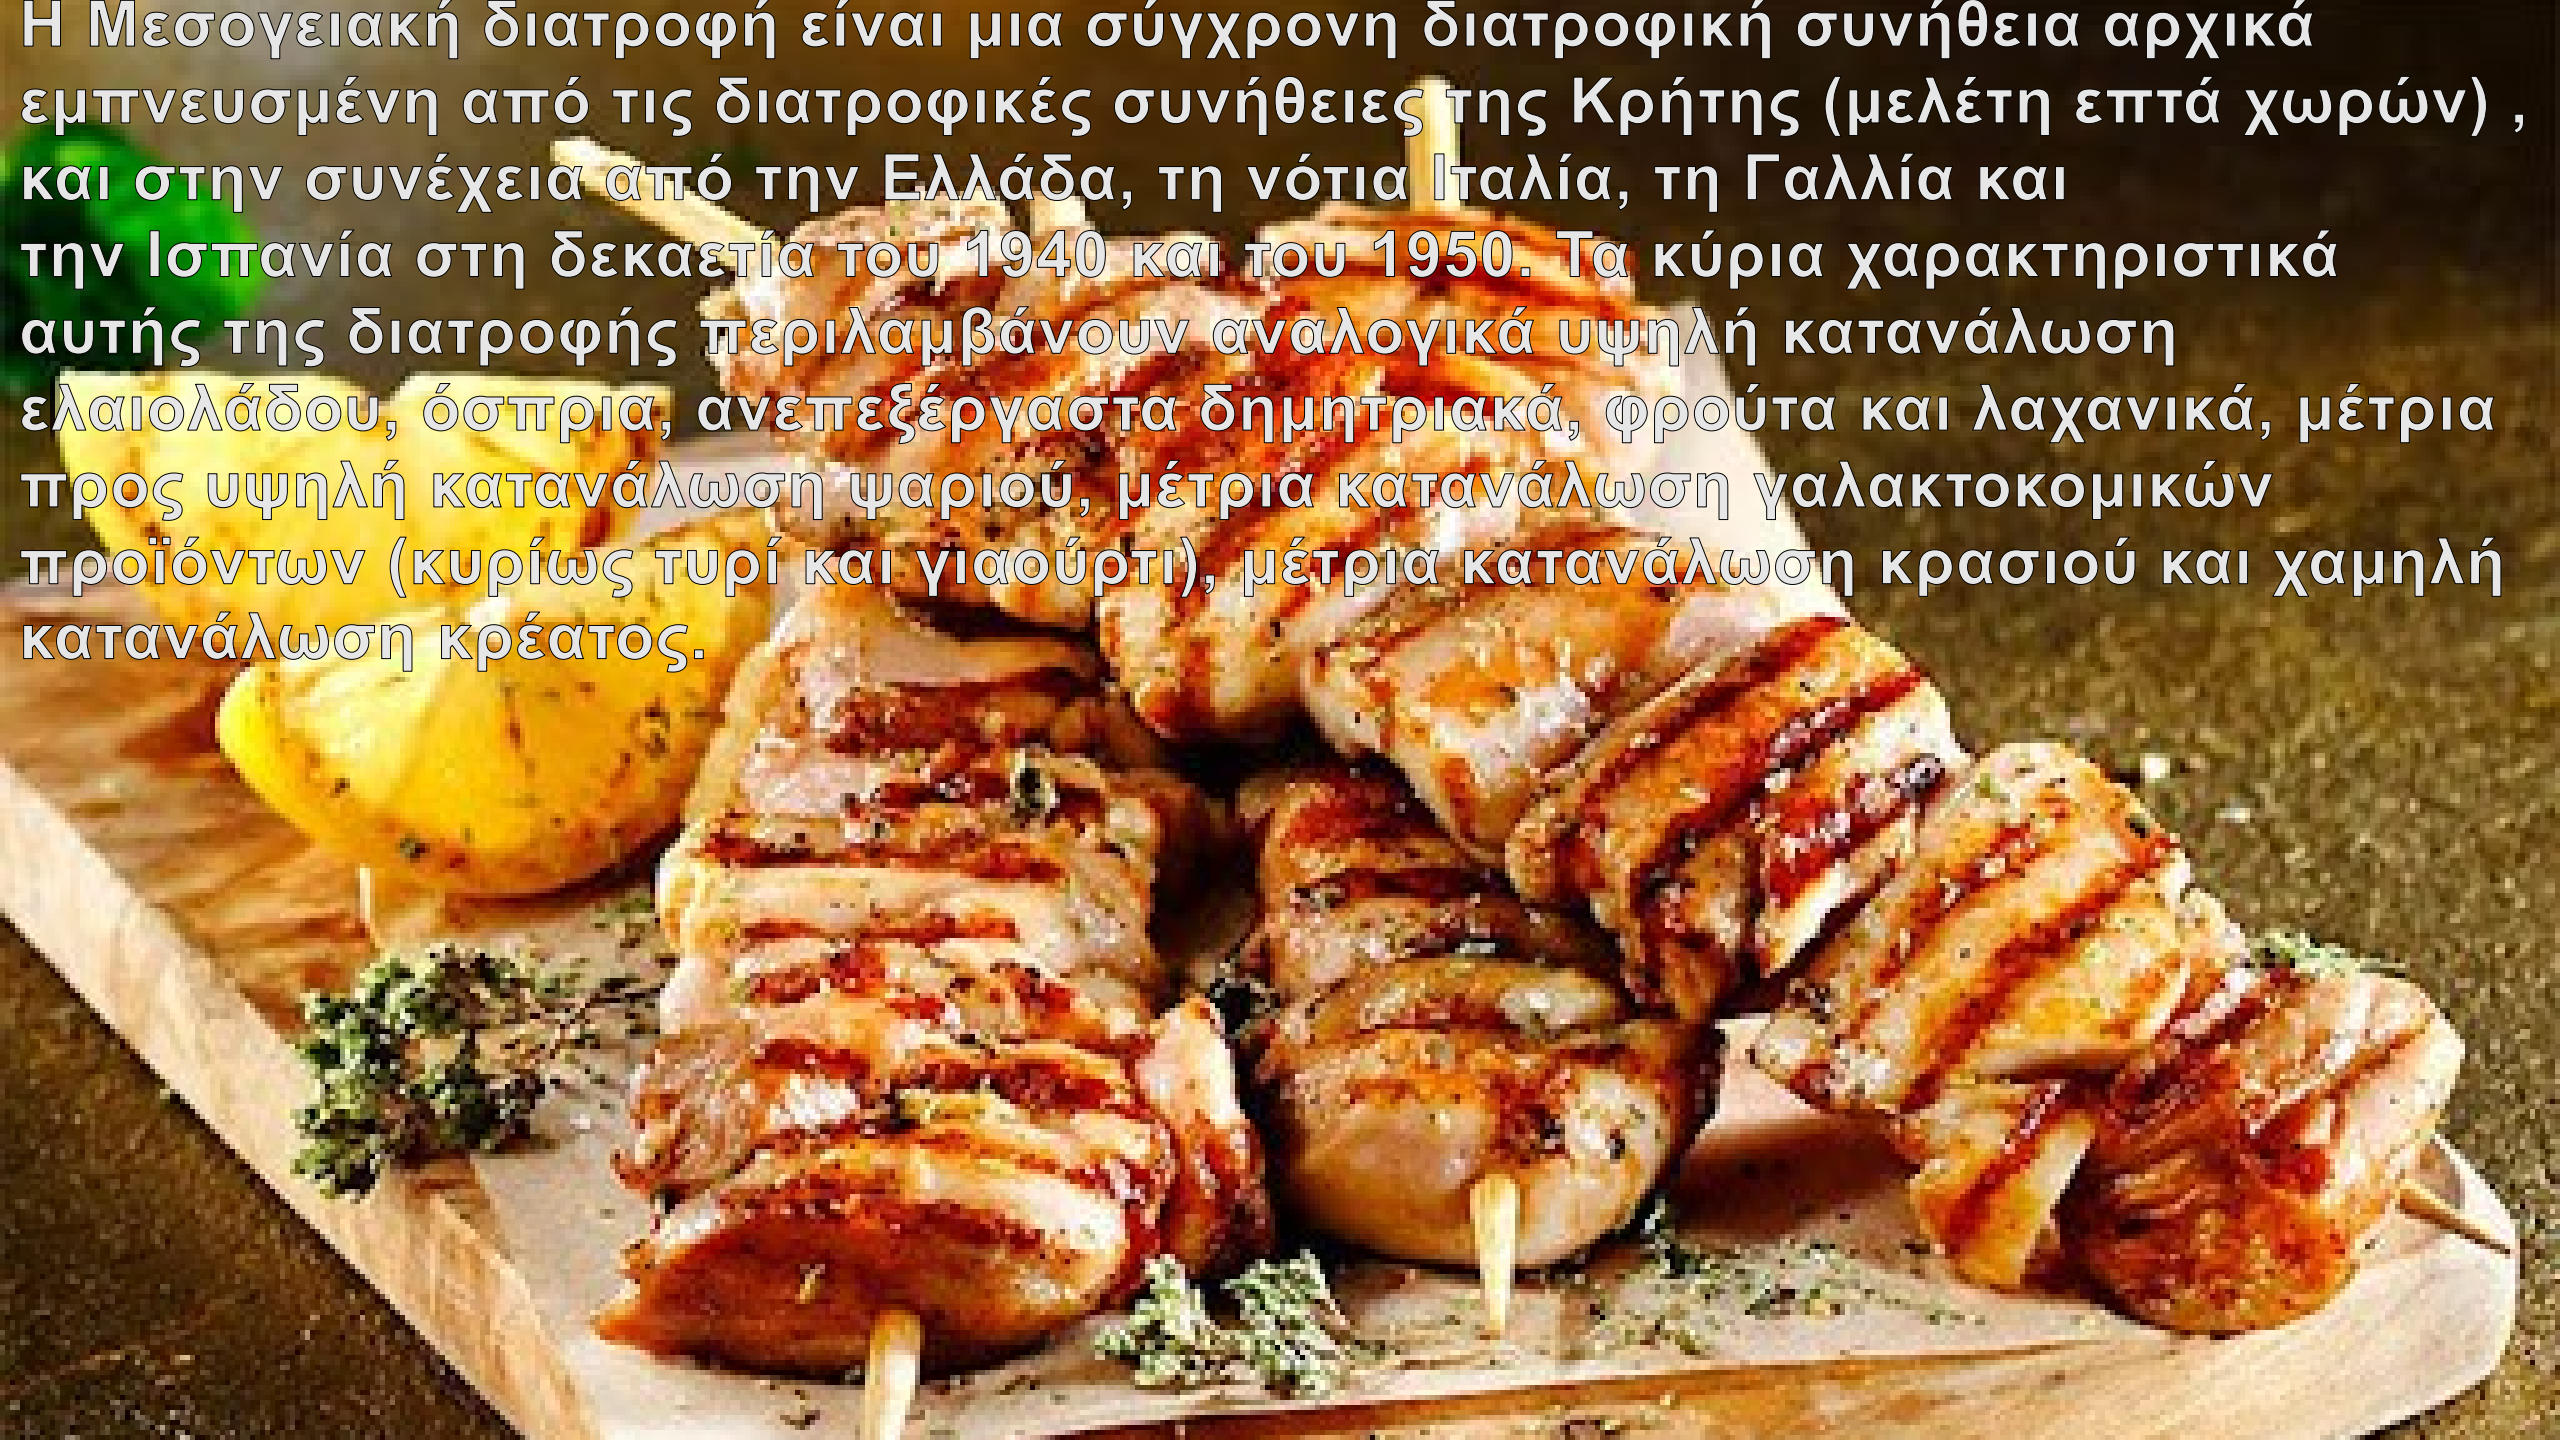 Η Μεσογειακή διατροφή είναι μια σύγχρονη διατροφική συνήθεια αρχικά
εμπνευσμένη από τις διατροφικές συνήθειες της Κρήτης (μελέτη επτά χωρών) ,
και στην συνέχεια από την Ελλάδα, τη νότια Ιταλία, τη Γαλλία και
την Ισπανία στη δεκαετία του 1940 και του 1950. Τα κύρια χαρακτηριστικά
αυτής της διατροφής περιλαμβάνουν αναλογικά υψηλή κατανάλωση
ελαιολάδου, όσπρια, ανεπεξέργαστα δημητριακά, φρούτα και λαχανικά, μέτρια
προς υψηλή κατανάλωση ψαριού, μέτρια κατανάλωση γαλακτοκομικών
προϊόντων (κυρίως τυρί και γιαούρτι), μέτρια κατανάλωση κρασιού και χαμηλή
κατανάλωση κρέατος.